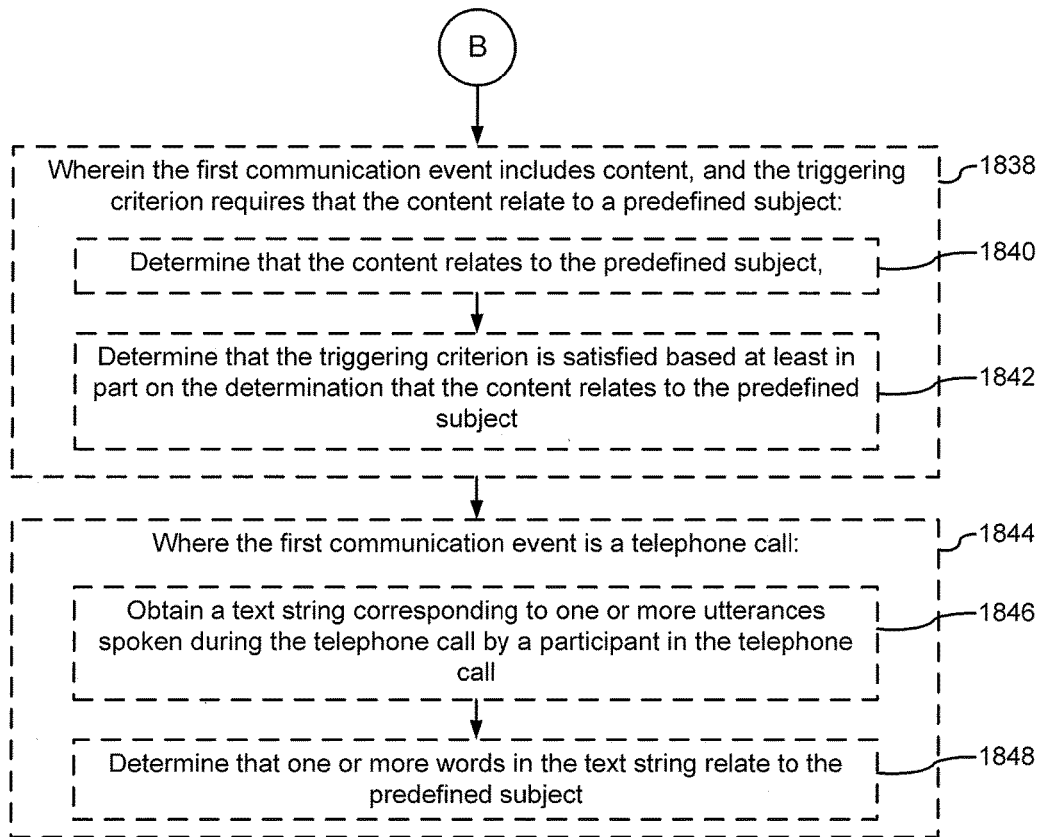 B
Wherein the first communication event includes content, and the triggering
criterion requires that the content relate to a predefined subject:
1838
Determine that the content relates to the predefined subject,
1840
Determine that the triggering criterion is satisfied based at least in
part on the determination that the content relates to the predefined
subject
1842
Where the first communication event is a telephone call:
1844
Obtain a text string corresponding to one or more utterances
spoken during the telephone call by a participant in the telephone
call
1846
Determine that one or more words in the text string relate to the
predefined subject
1848